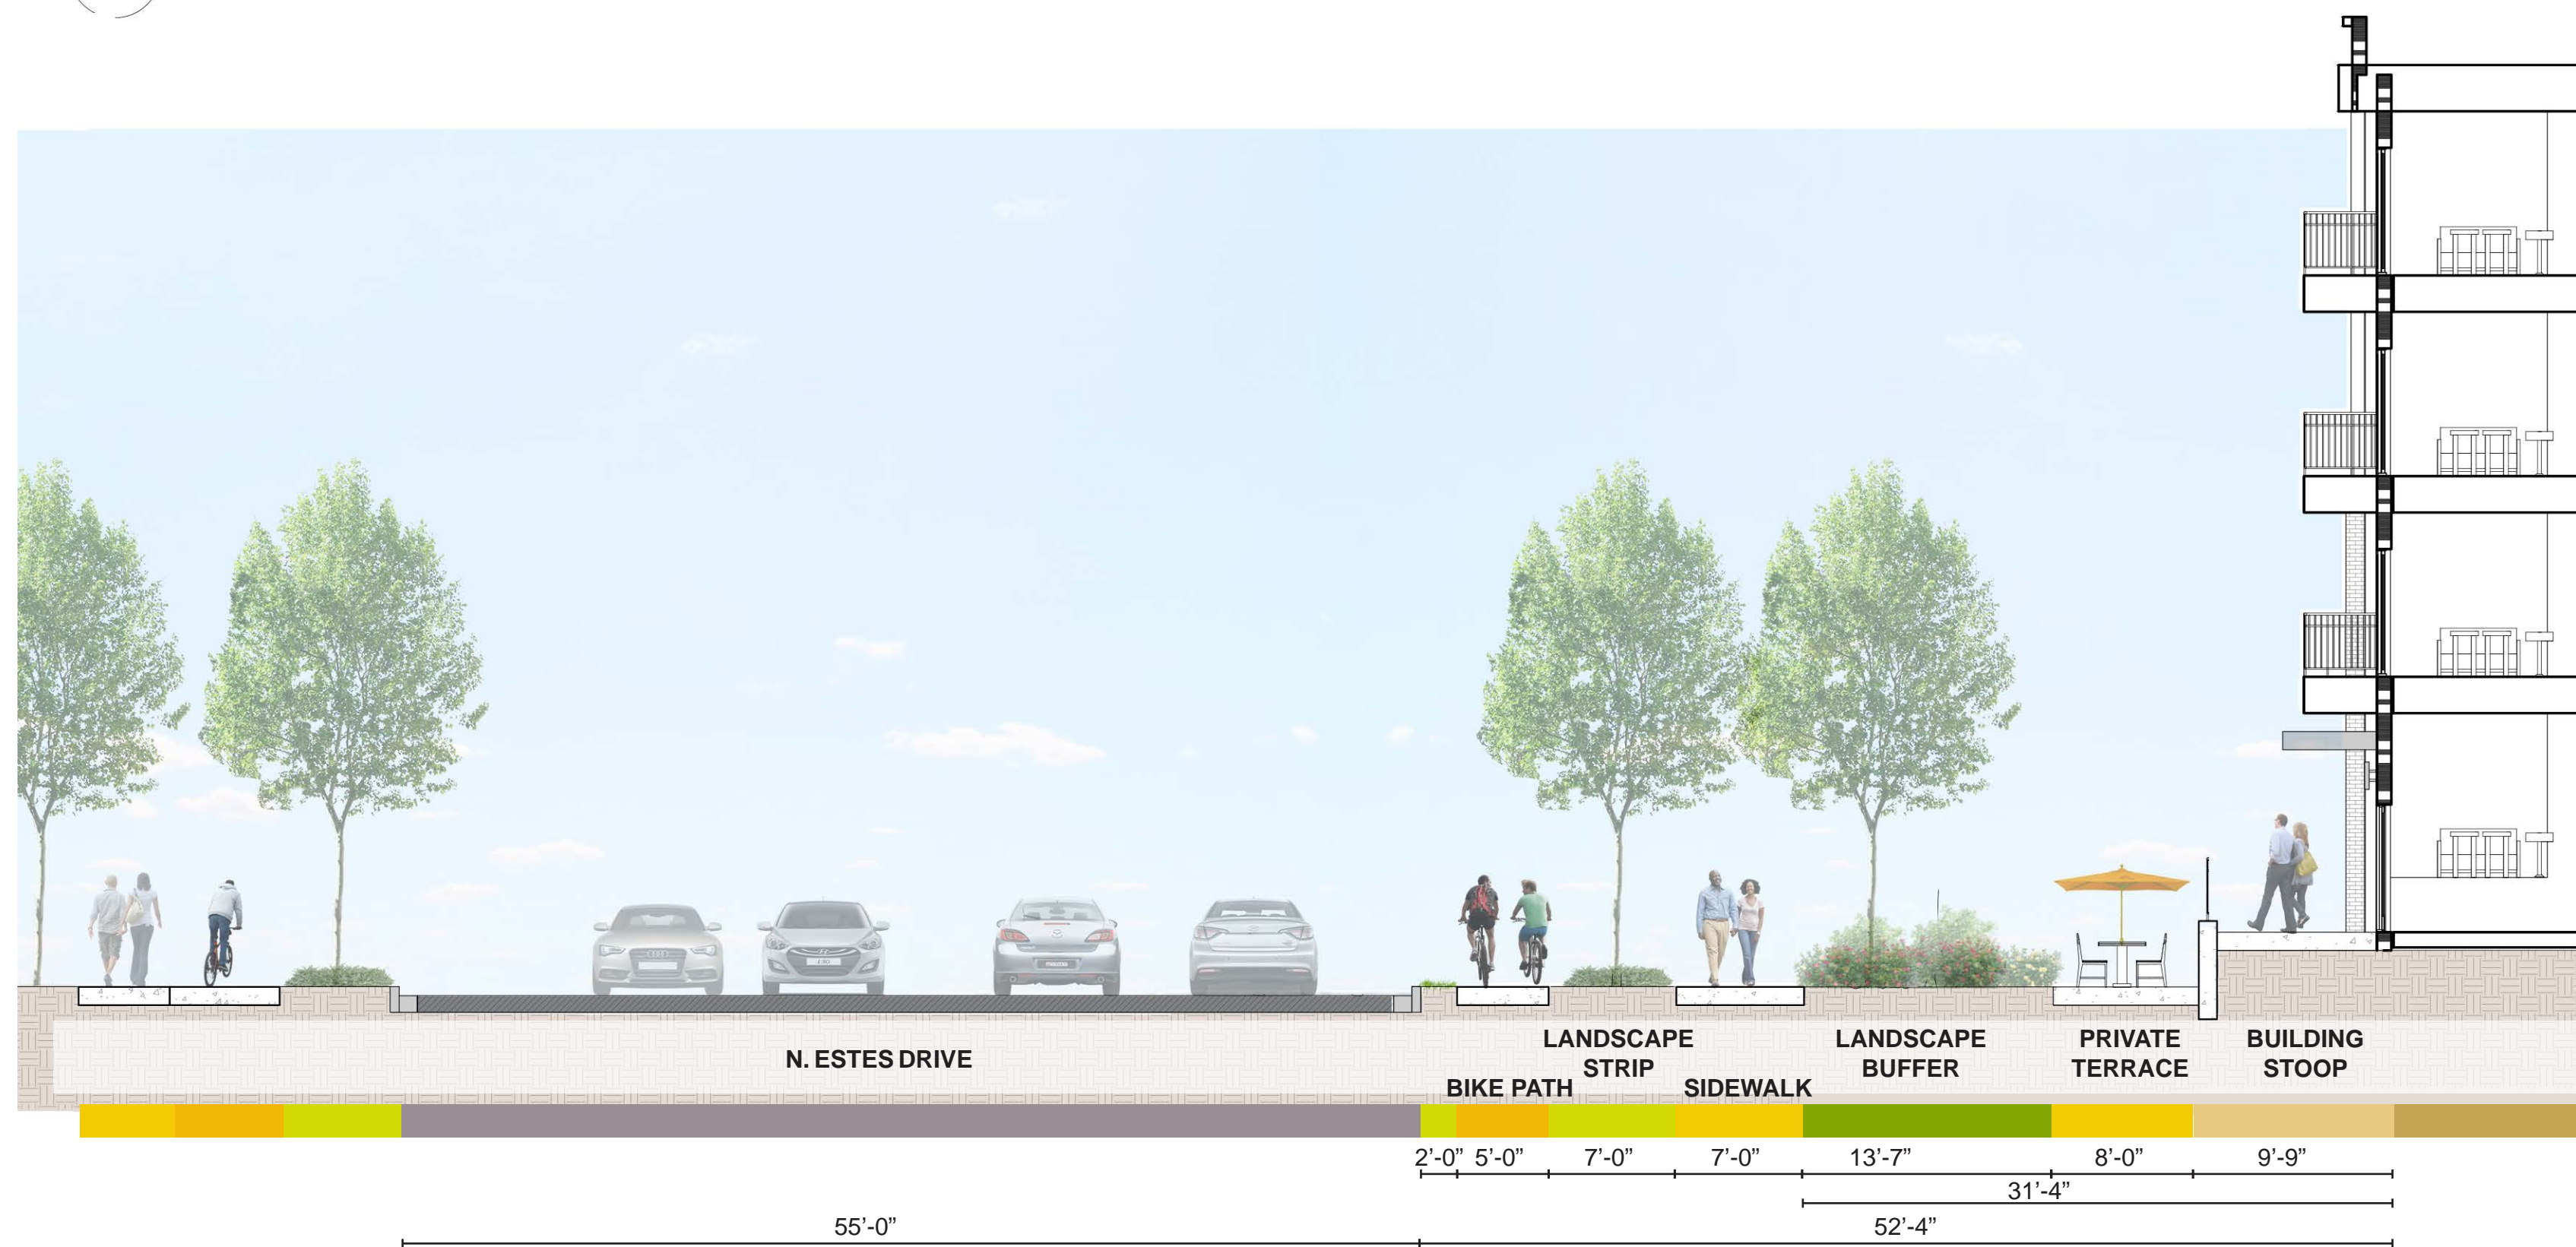 N. ESTES DRIVE
BIKE PATH
LANDSCAPE
STRIP
SIDEWALK
LANDSCAPE
BUFFER
PRIVATE
TERRACE
BUILDING
STOOP
2’-0” 5’-0” 7’-0” 7’-0” 13’-7” 8’-0” 9’-9”
31’-4”
55’-0” 52’-4”